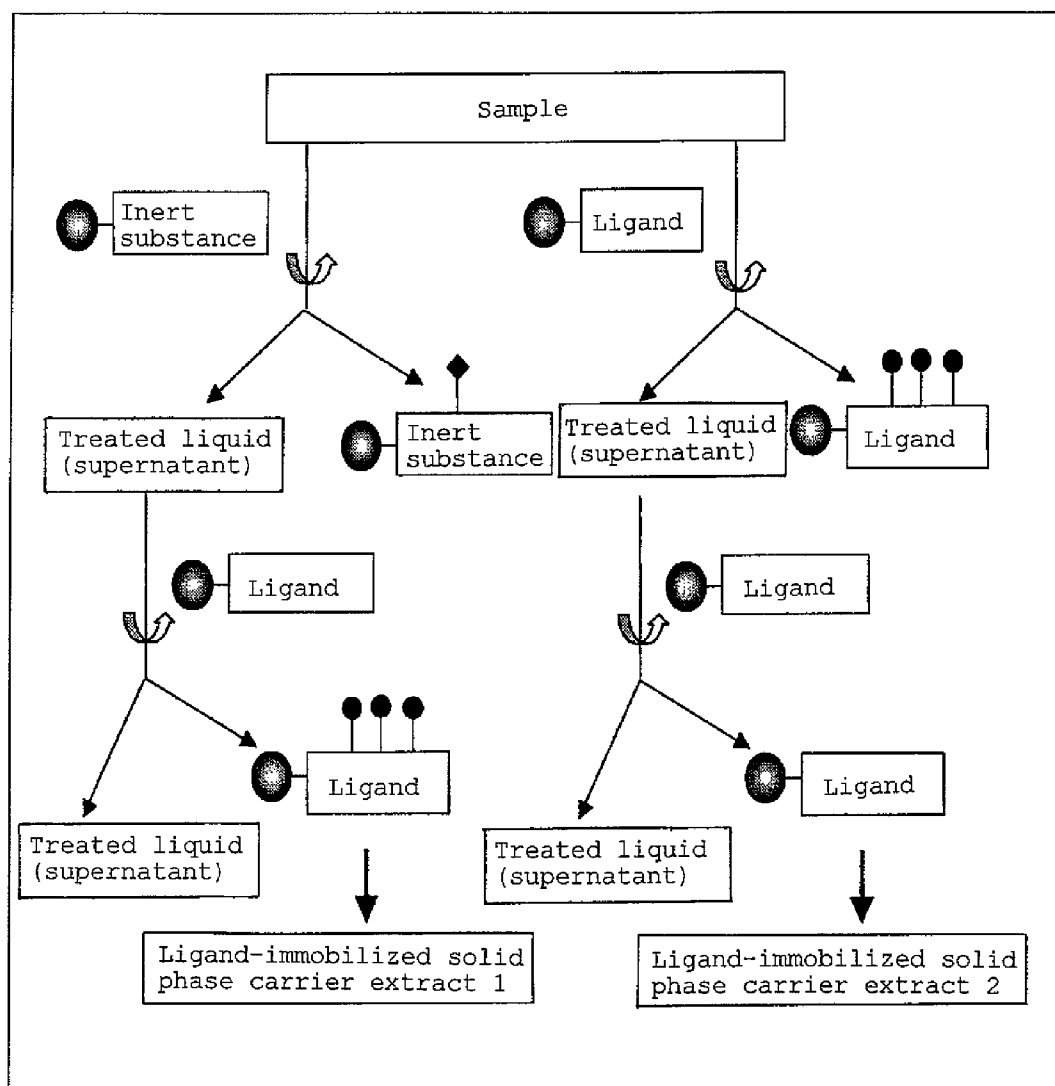 Sample
Inert
substance
Ligand
Treated liquid
(supernatant)
Inert
substance
Treated liquid
(supernatant)
Ligand
Ligand
Ligand
Ligand
Ligand
Treated liquid
(supernatant)
Treated liquid
(supernatant)
Ligand-immobilized solid
phase carrier extract 1
Ligand-immobilized solid
phase carrier extract 2